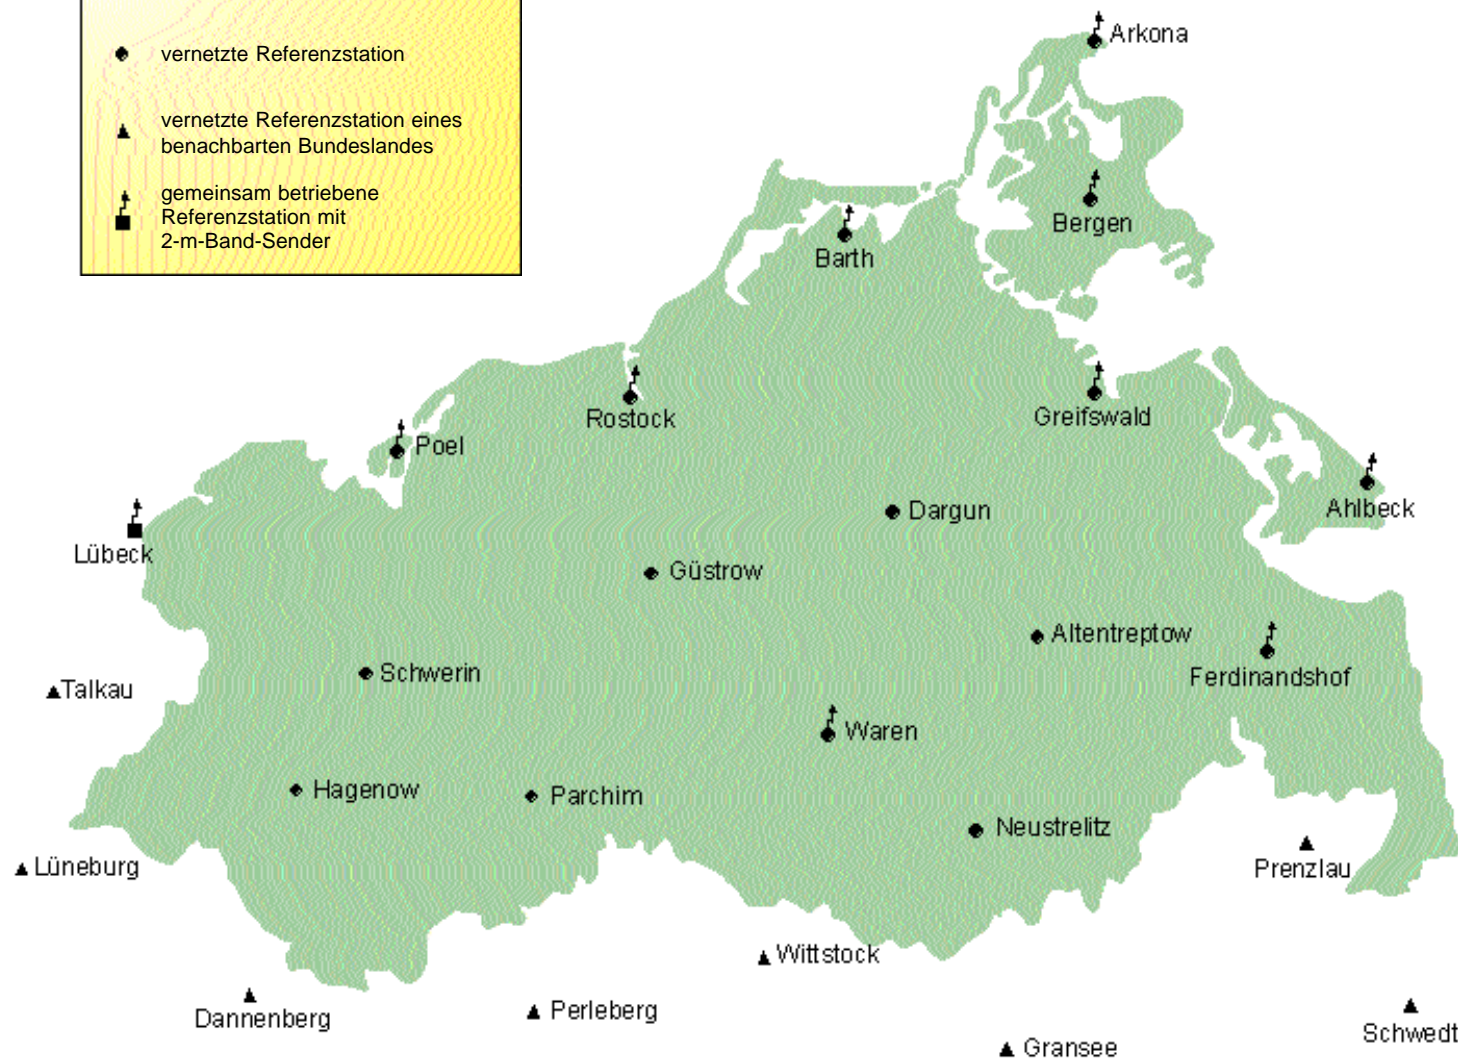 vernetzte Referenzstation
vernetzte Referenzstation eines
benachbarten Bundeslandes
gemeinsam betriebene
Referenzstation mit
2-m-Band-Sender
Arkona
Bergen
Barth
Rostock
Greifswald
Poel
Ahlbeck
Dargun
Lübeck
Güstrow
Altentreptow
Schwerin
Ferdinandshof
Talkau
Waren
Hagenow
Parchim
Neustrelitz
Lüneburg
Prenzlau
Wittstock
Dannenberg
Perleberg
Schwedt
Gransee